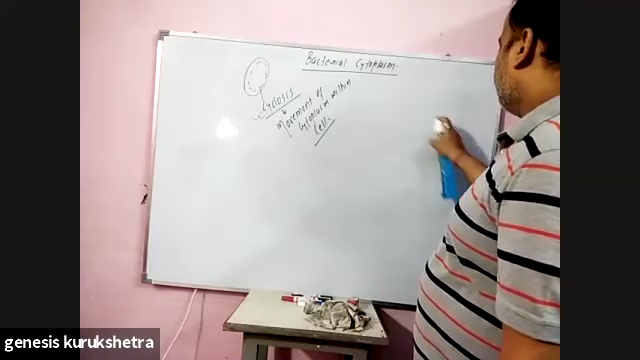 Bacterial Cytoplasm.
Cyclosis
Movement of
Cytoplasm within
Cell.
genesis kurukshetra